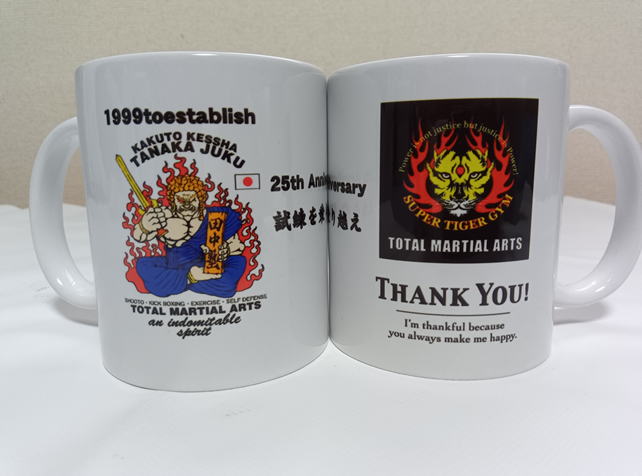 1999toestablish
KAKUTO KESSHA
TANAKA JUKU
田中塾
SHOOTO・KICK BOXING・EXERCISE・SELF DEFENSE
TOTAL MARTIAL ARTS
an indomitable
spirit
25th Anniversary
試練を乗り越え
Power is not justice but justice is Power!
SUPER TIGER GYM
TOTAL MARTIAL ARTS
THANK YOU!
I'm thankful because
you always make me happy.